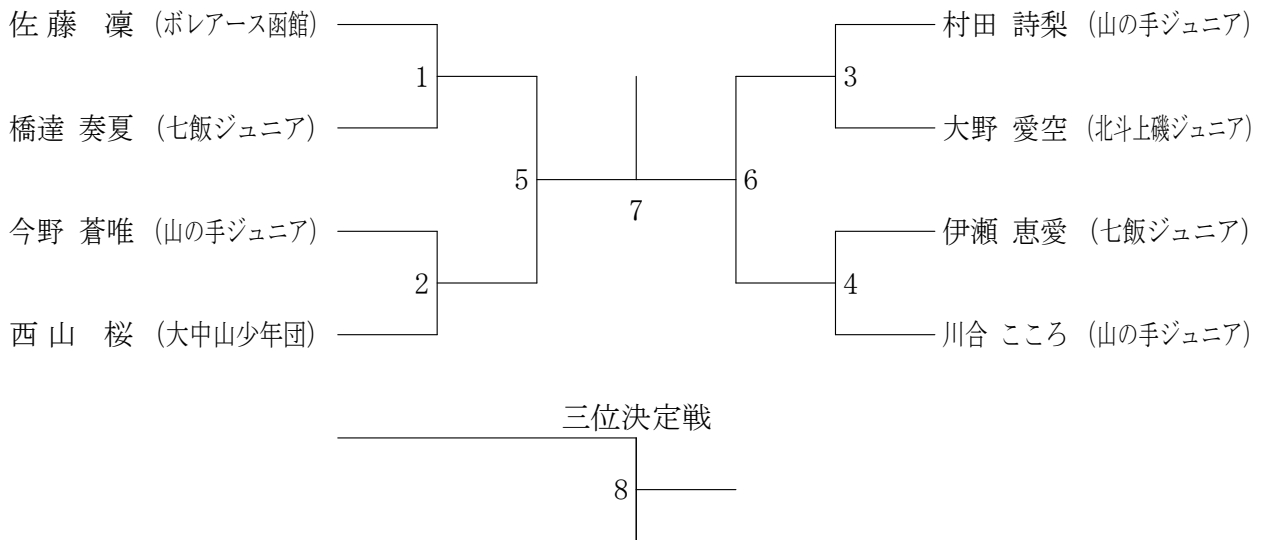 佐藤 凜 (ボレアース函館)
1
橋達 奏夏 (七飯ジュニア)
5
今野 蒼唯 (山の手ジュニア)
2
西山 桜 (大中山少年団)
7
村田 詩梨 (山の手ジュニア)
3
大野 愛空 (北斗上磯ジュニア)
6
伊瀬 恵愛 (七飯ジュニア)
4
川合 こころ (山の手ジュニア)
三位決定戦
8